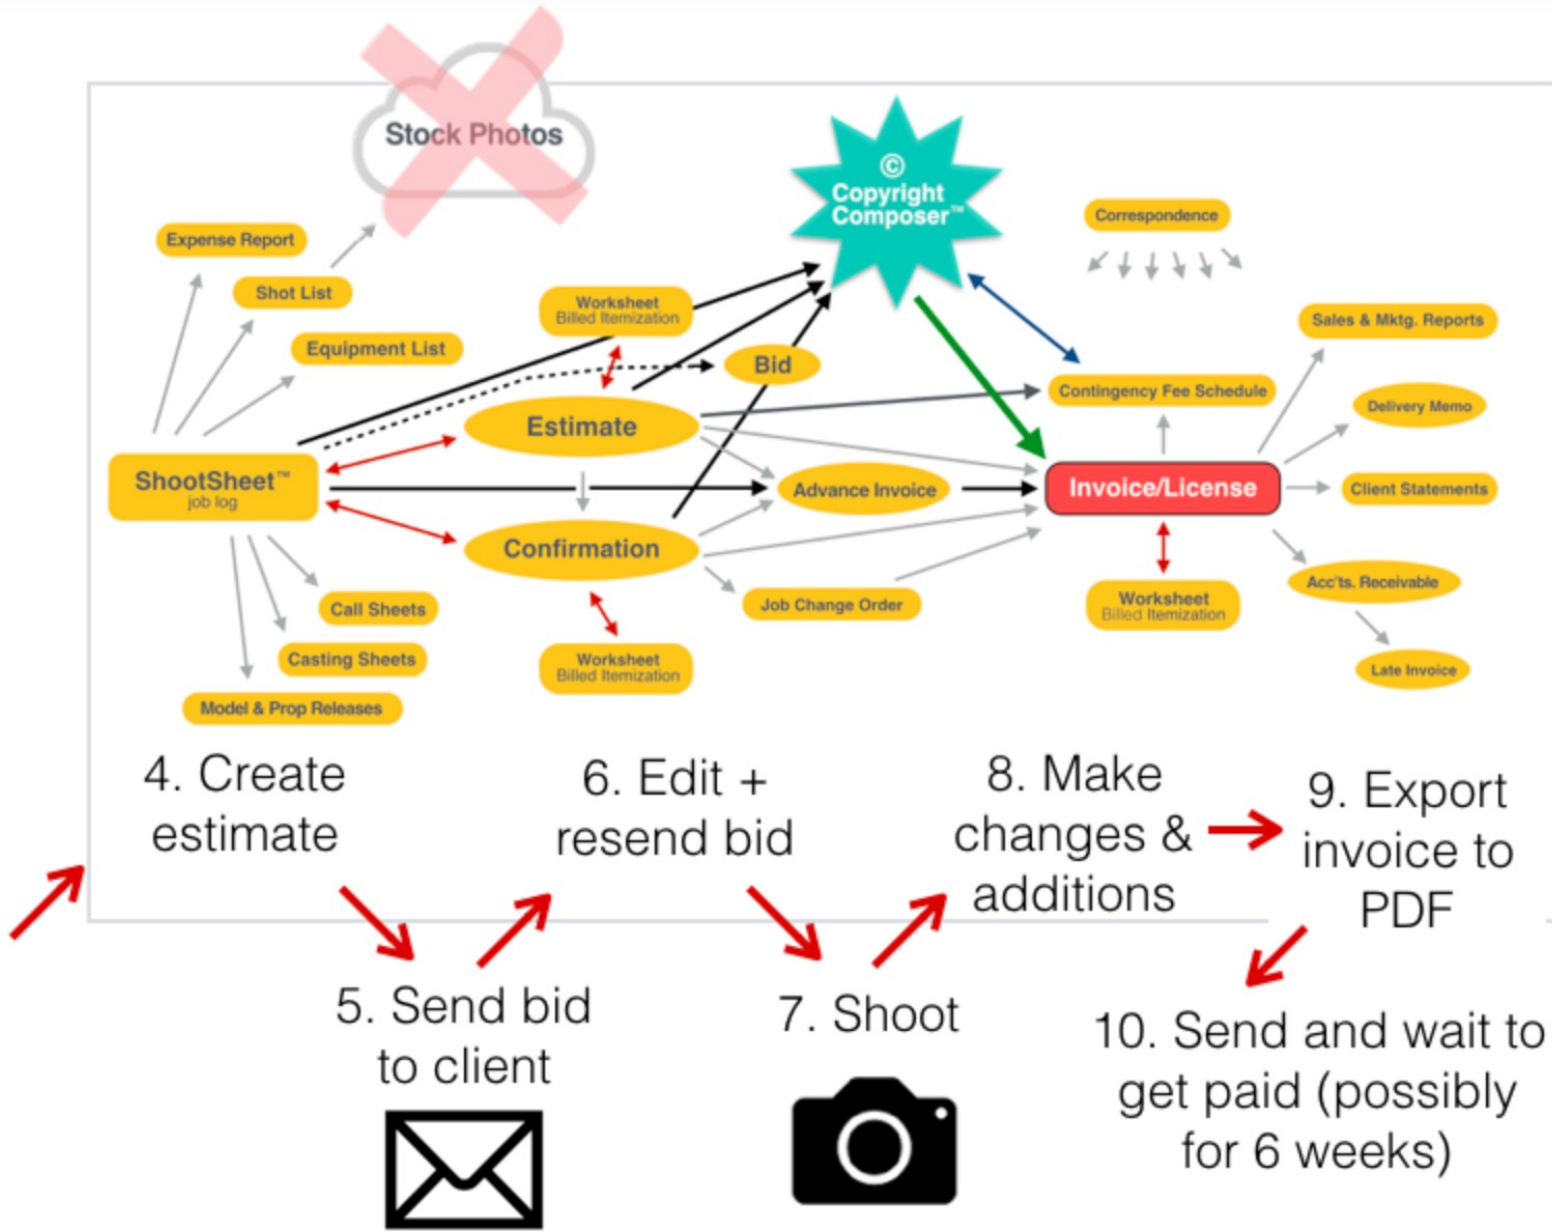 Stock Photos
©
Copyright
Composer™
Correspondence
Expense Report
Shot List
Equipment List
Worksheet
Billed Itemization
Bid
Sales & Mktg. Reports
Contingency Fee Schedule
Delivery Memo
Estimate
ShootSheet™
job log
Advance Invoice
Invoice/License
Client Statements
Confirmation
Call Sheets
Casting Sheets
Model & Prop Releases
Worksheet
Billed Itemization
Job Change Order
Worksheet
Billed Itemization
Acc'ts. Receivable
Late Invoice
4. Create
estimate
5. Send bid
to client
6. Edit +
resend bid
7. Shoot
8. Make
changes &
additions
9. Export
invoice to
PDF
10. Send and wait to
get paid (possibly
for 6 weeks)